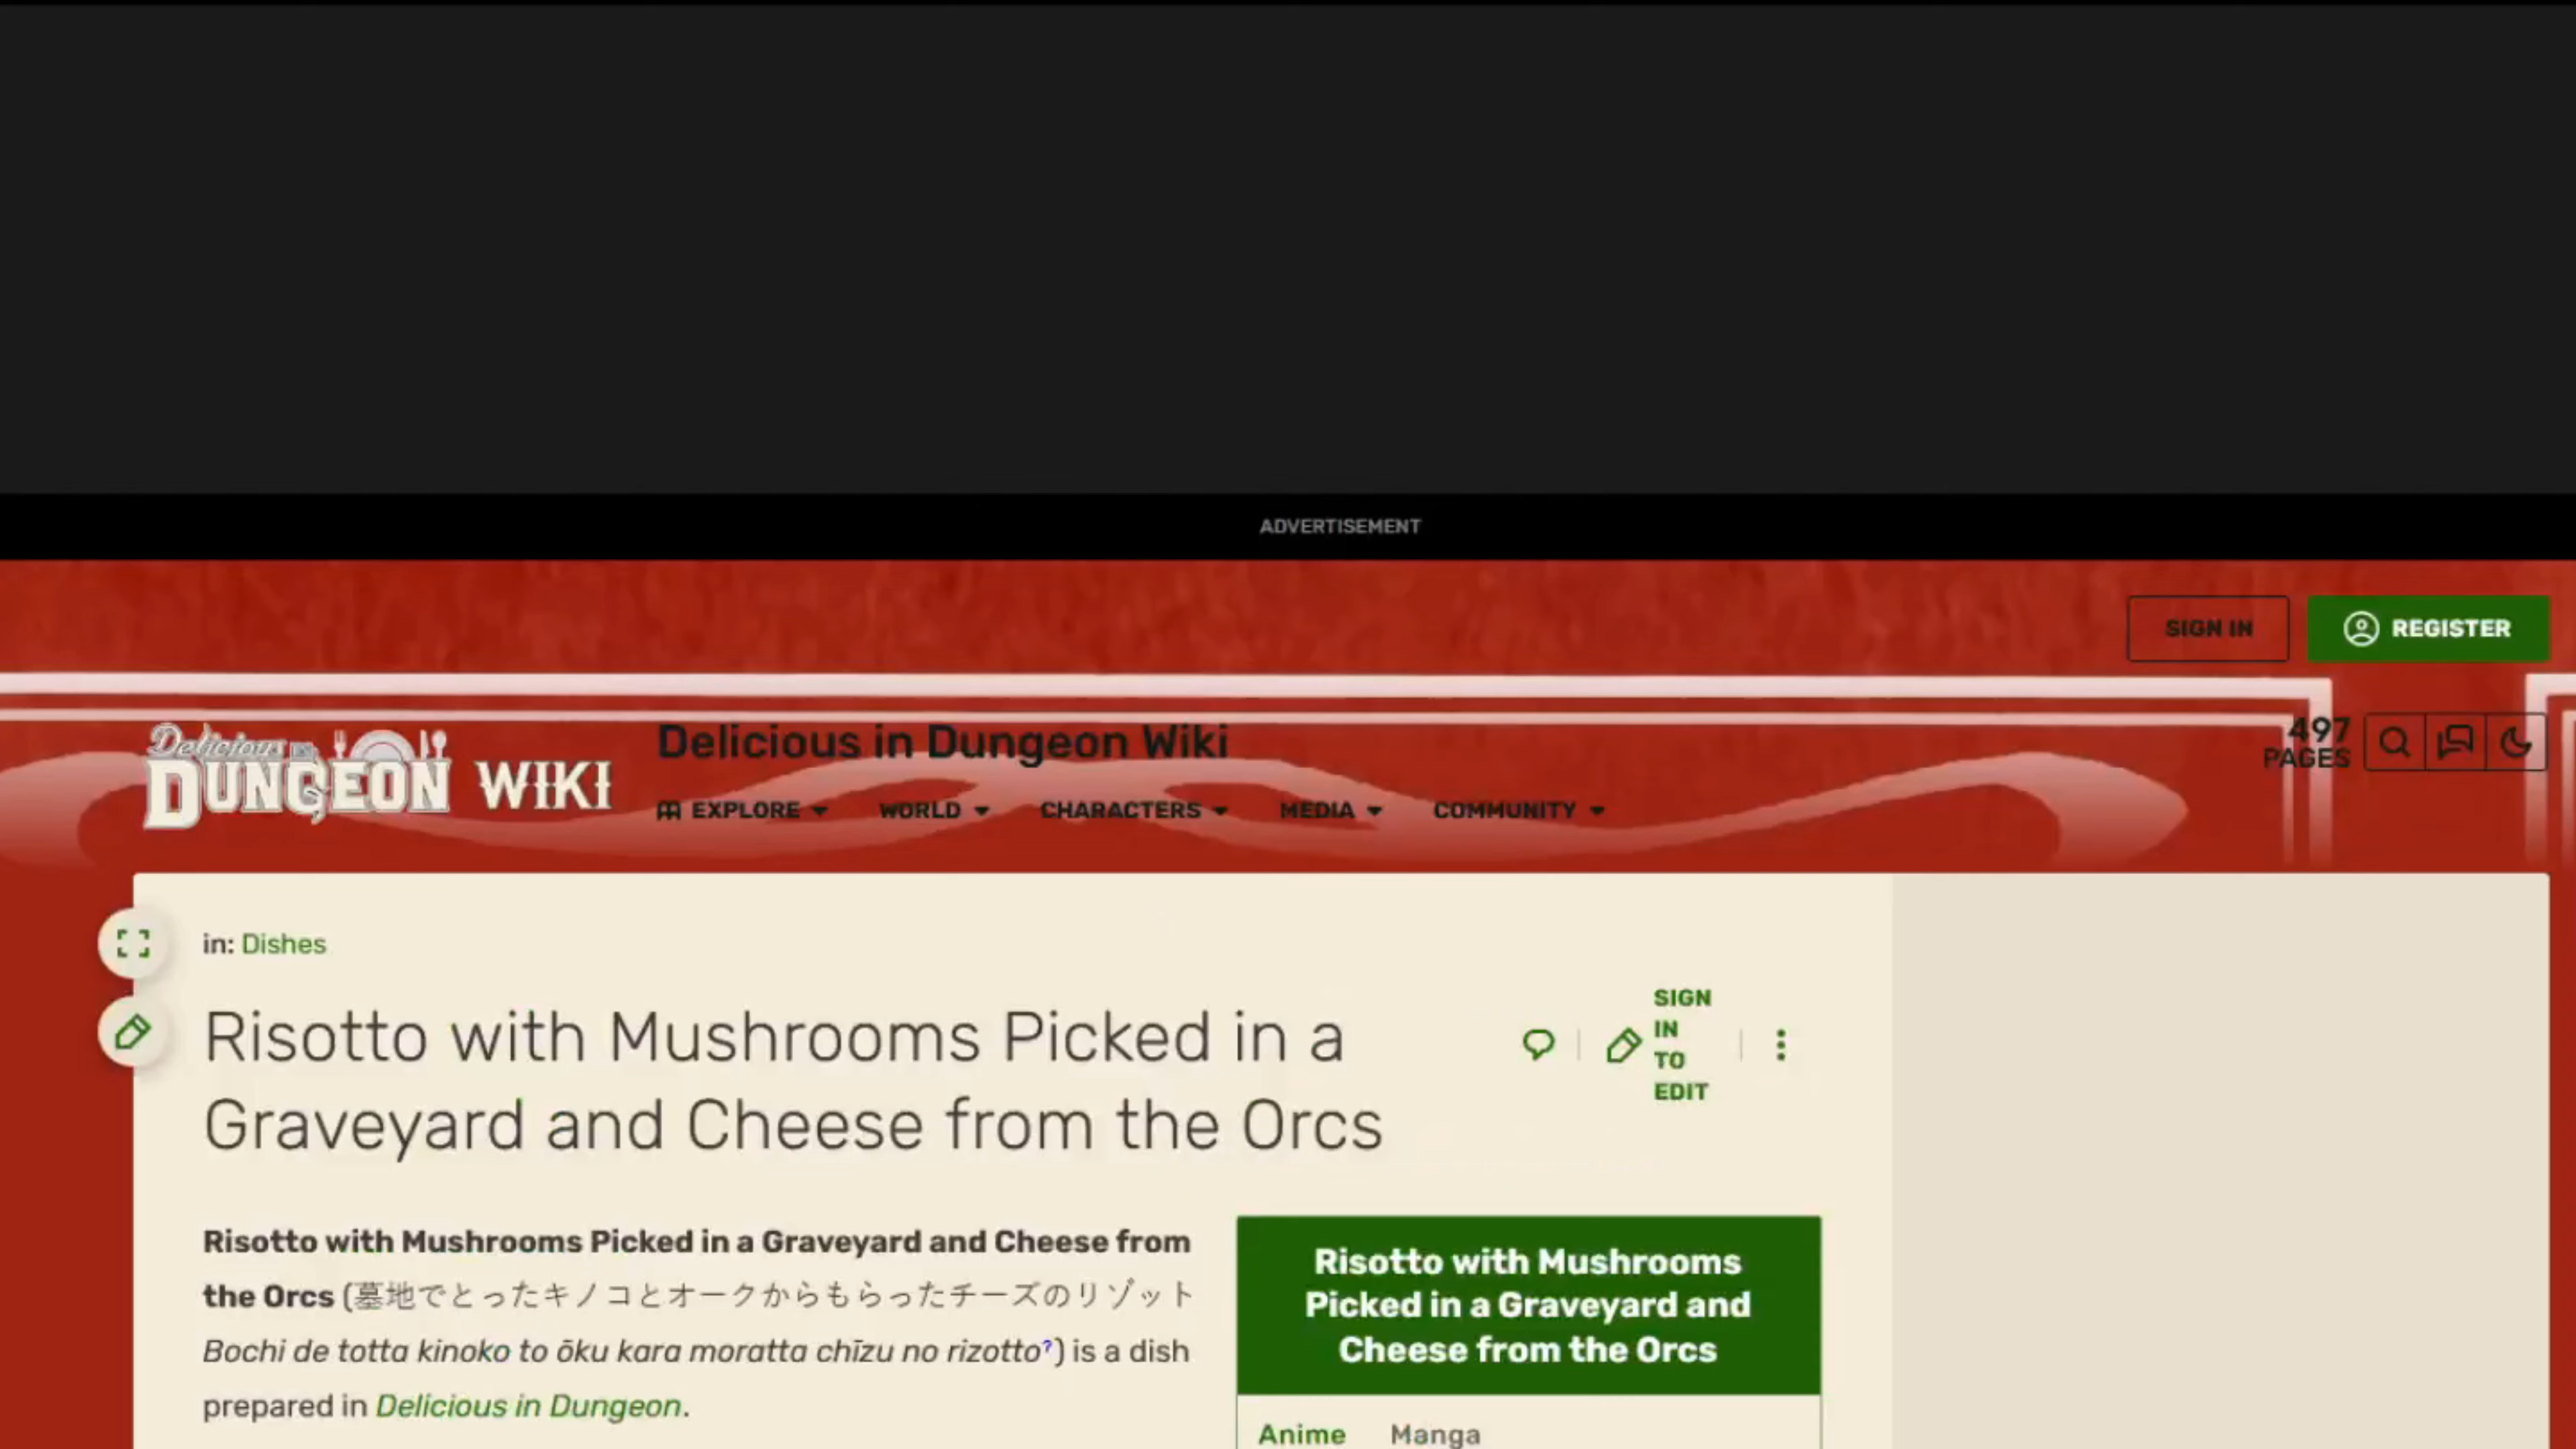 ADVERTISEMENT
SIGN IN
REGISTER
Delicious in
DUNGEON WIKI
Delicious in Dungeon Wiki
497
PAGES
EXPLORE
WORLD
CHARACTERS
MEDIA
COMMUNITY
in: Dishes
Risotto with Mushrooms Picked in a
Graveyard and Cheese from the Orcs
SIGN
IN
TO
EDIT
Risotto with Mushrooms Picked in a Graveyard and Cheese from
the Orcs (墓地でとったキノコとオークからもらったチーズのリゾット
Bochi de totta kinoko to ōku kara moratta chīzu no rizotto?) is a dish
prepared in Delicious in Dungeon.
Risotto with Mushrooms
Picked in a Graveyard and
Cheese from the Orcs
Anime
Manga